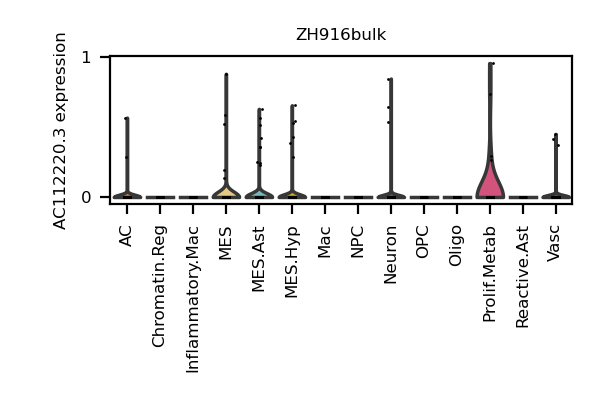 ZH916bulk
AC112220.3 expression
1
0
AC
Chromatin.Reg
Inflammatory.Mac
MES
MES.Ast
MES.Hyp
Mac
NPC
Neuron
OPC
Oligo
Prolif.Metab
Reactive.Ast
Vasc